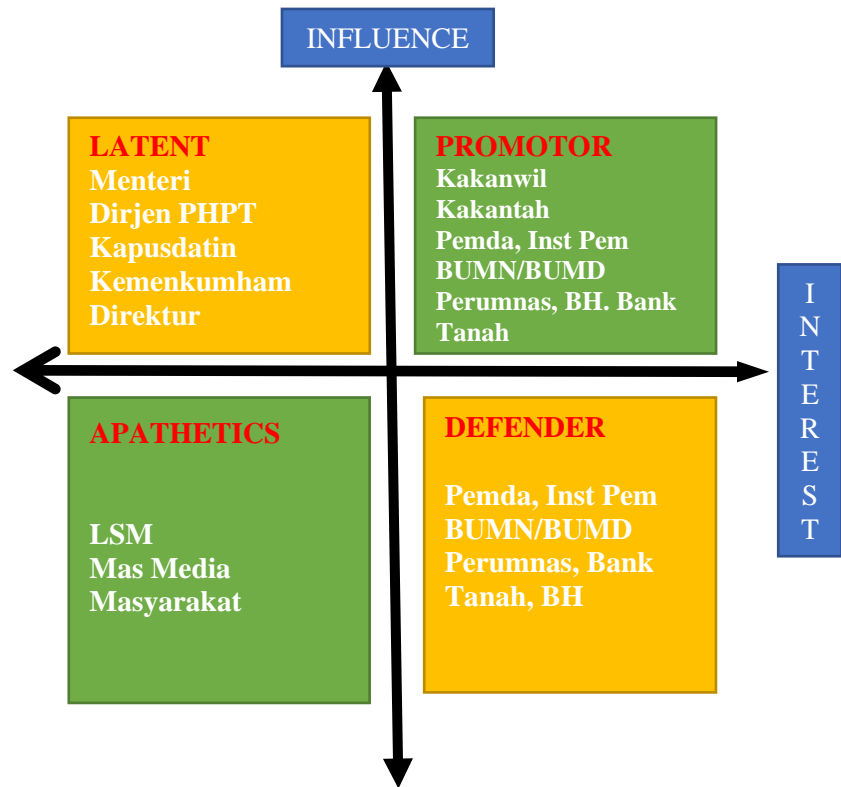 INFLUENCE
LATENT
Menteri
Dirjen PHPT
Kapusdatin
Kemenkumham
Direktur
PROMOTOR
Kakanwil
Kakantah
Pemda, Inst Pem
BUMN/BUMD
Perumnas, BH. Bank
Tanah
I
N
T
E
R
E
S
T
APATHETICS
LSM
Mas Media
Masyarakat
DEFENDER
Pemda, Inst Pem
BUMN/BUMD
Perumnas, Bank
Tanah, BH